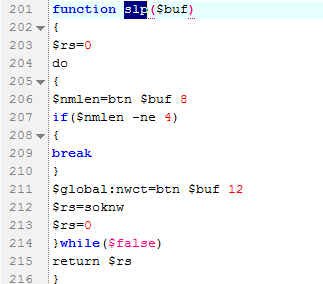 201 function slp($buf)
202 {
203 $rs=0
204 do
205 {
206 $nmlen=btn $buf 8
207 if($nmlen -ne 4)
208 {
209 break
210 }
211 $global:nwct=btn $buf 12
212 $rs=soknw
213 $rs=0
214 }while($false)
215 return $rs
216 }